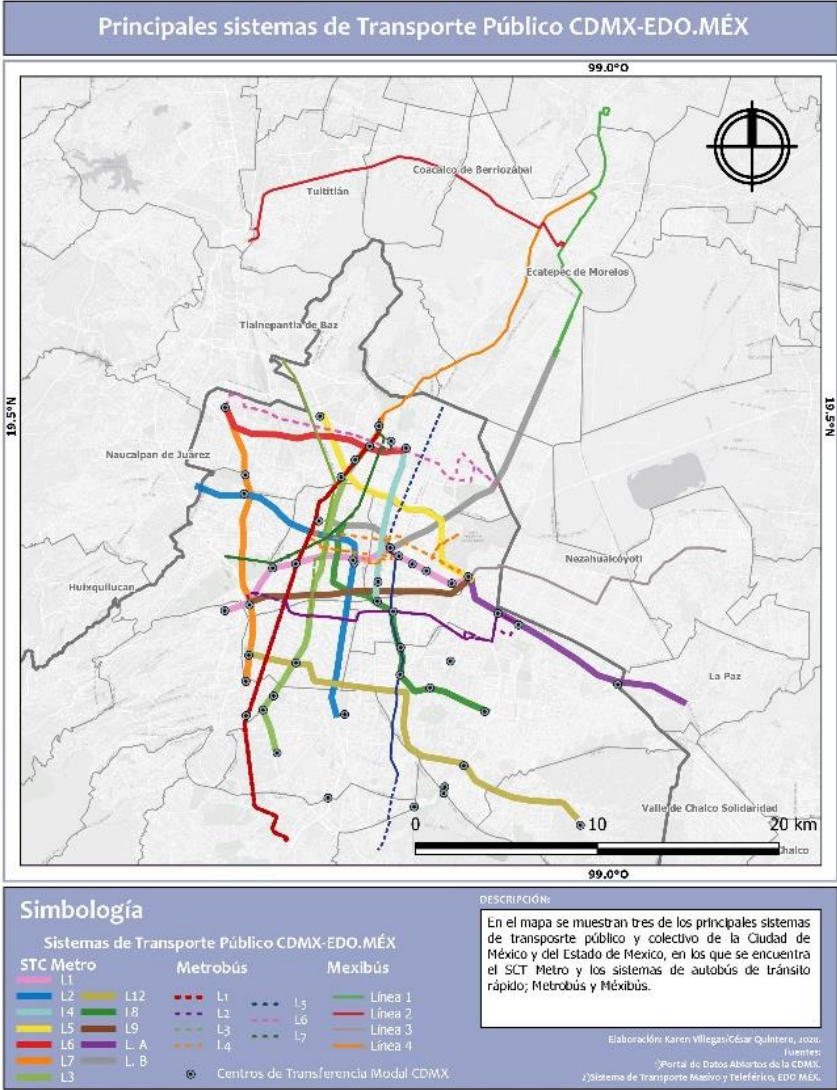 Principales sistemas de Transporte Público CDMX-EDO.MÉX
99.0°O
Coacalco de Berriozábal
Tultitlán
Ecatepec de Morelos
Tlalnepantla de Baz
19.5°N
19.5°N
Naucalpan de Juárez
Nezahualcóyotl
Huixquilucan
La Paz
Valle de Chalco Solidaridad
0 10 20 km
Chalco
99.0°O
Simbología
Sistemas de Transporte Público CDMX-EDO.MÉX
STC Metro
L1
L2
L4
L5
L6
L7
L3
L12
L8
L9
L. A
L. B
Metrobús
L1
L2
L3
L4
L5
L6
L7
Mexibús
Línea 1
Línea 2
Línea 3
Línea 4
Centros de Transferencia Modal CDMX
DESCRIPCIÓN:
En el mapa se muestran tres de los principales sistemas
de transposrte público y colectivo de la Ciudad de
México y del Estado de Mexico, en los que se encuentra
el SCT Metro y los sistemas de autobús de tránsito
rápido; Metrobús y Méxibús.
Elaboración: Karen Villegas/César Quintero, 2020.
Fuentes:
1)Portal de Datos Abiertos de la CDMX.
2)Sistema de Transporte Masivo y Teleférico, EDO MÉX.